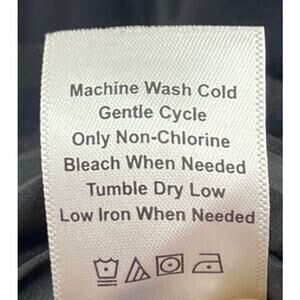 Machine Wash Cold
Gentle Cycle
Only Non-Chlorine
Bleach When Needed
Tumble Dry Low
Low Iron When Needed